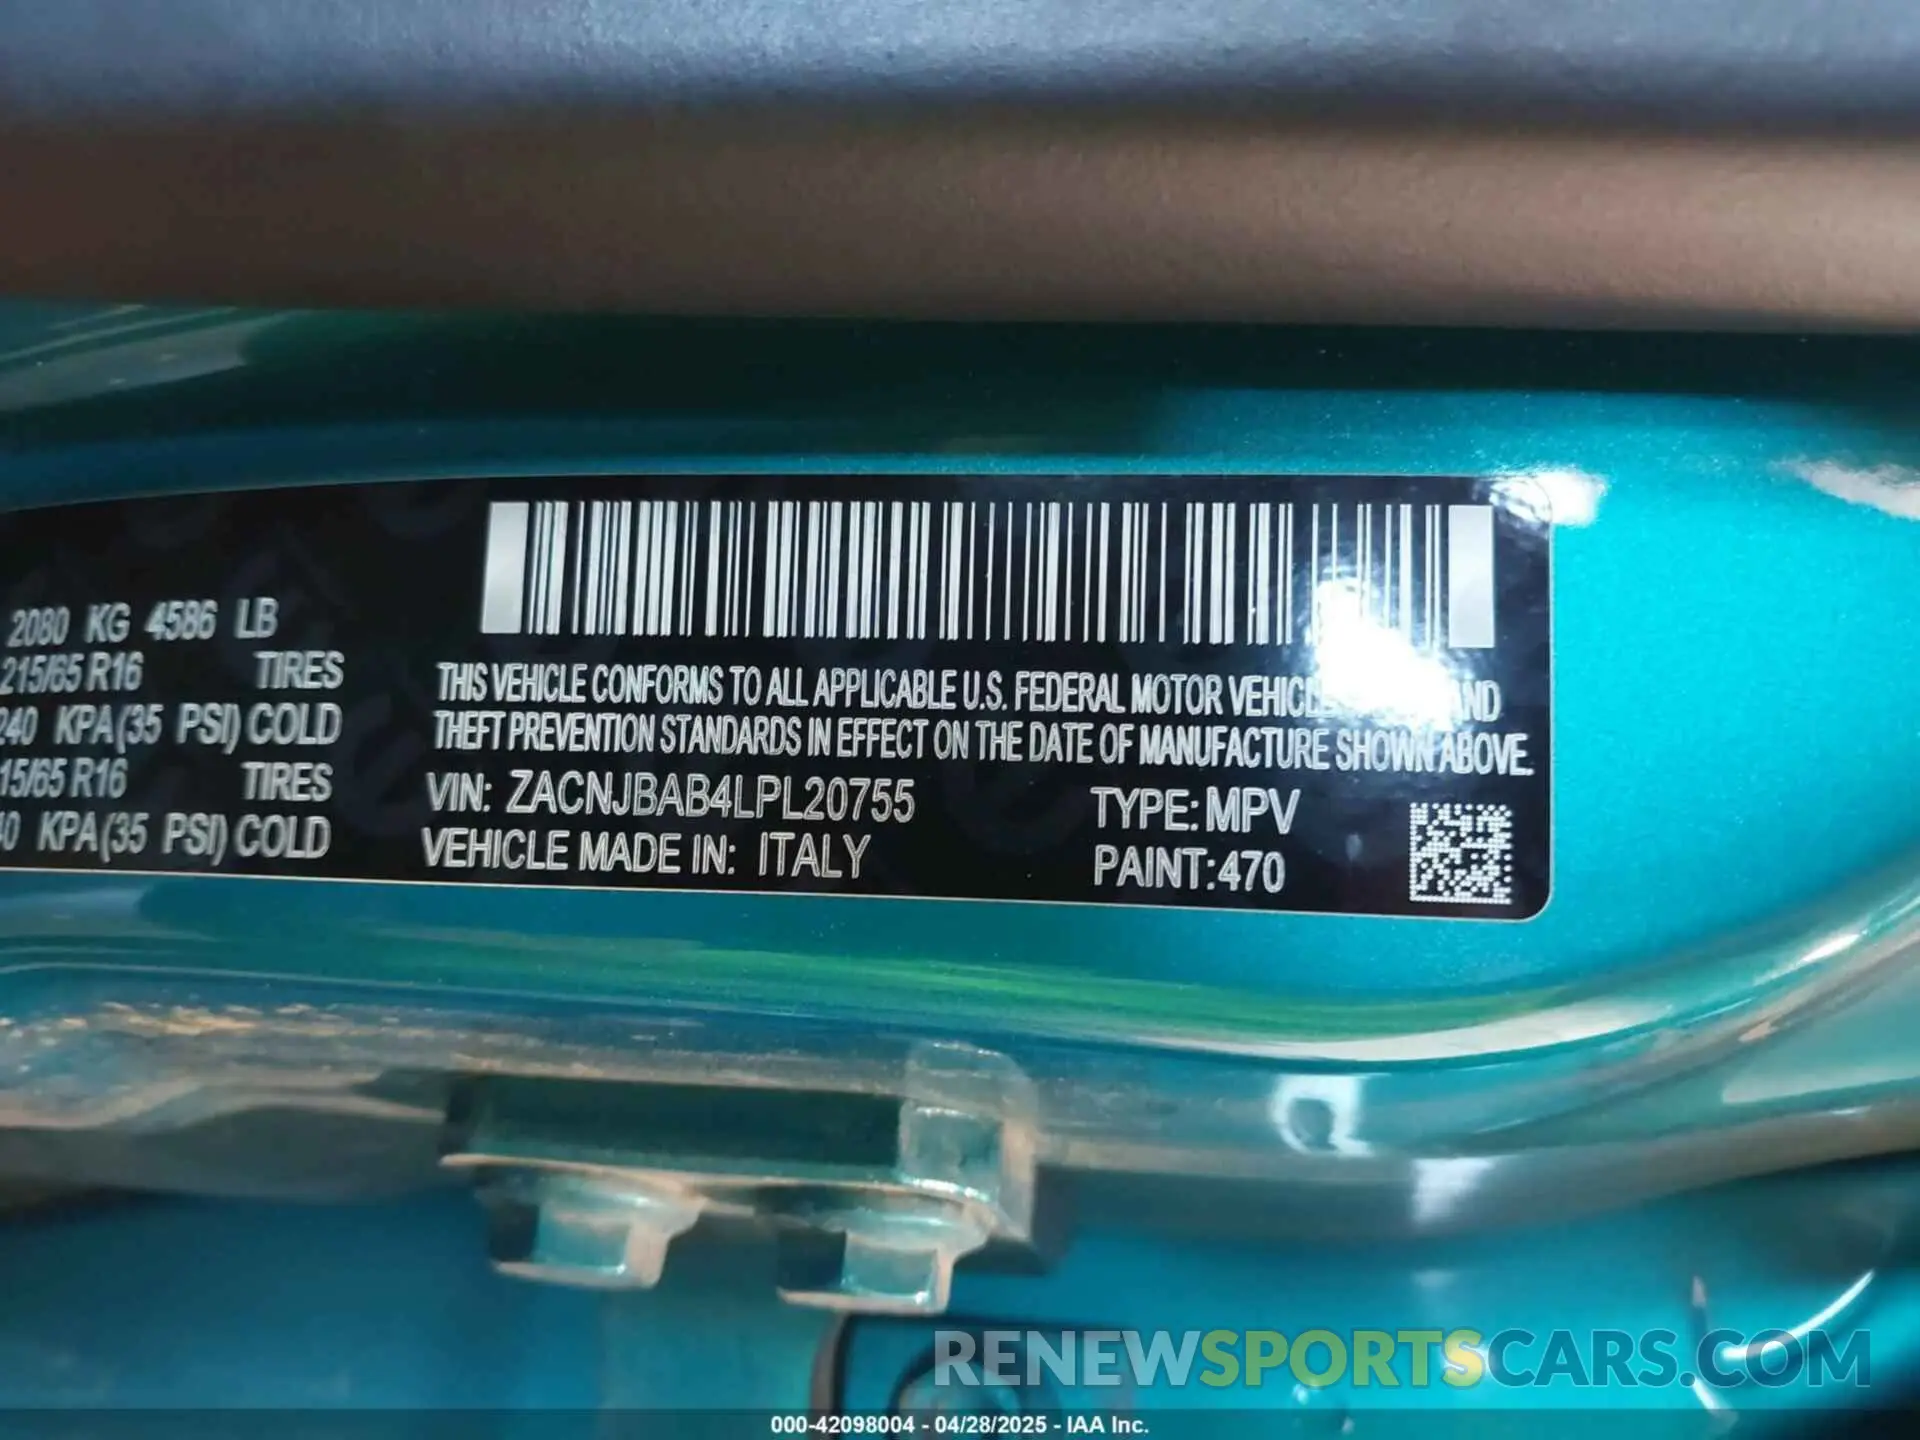 2080 KG 4586 LB
215/65 R16 TIRES
240 KPA(35 PSI) COLD
15/65 R16 TIRES
KPA(35 PSI) COLD
THIS VEHICLE CONFORMS TO ALL APPLICABLE U.S. FEDERAL MOTOR VEHICLE AND
THEFT PREVENTION STANDARDS IN EFFECT ON THE DATE OF MANUFACTURE SHOWN ABOVE.
VIN: ZACNJBAB4LPL20755
VEHICLE MADE IN: ITALY
TYPE: MPV
PAINT:470
RENEWSPORTSCARS.COM
000-42098004 - 04/28/2025 - IAA Inc.